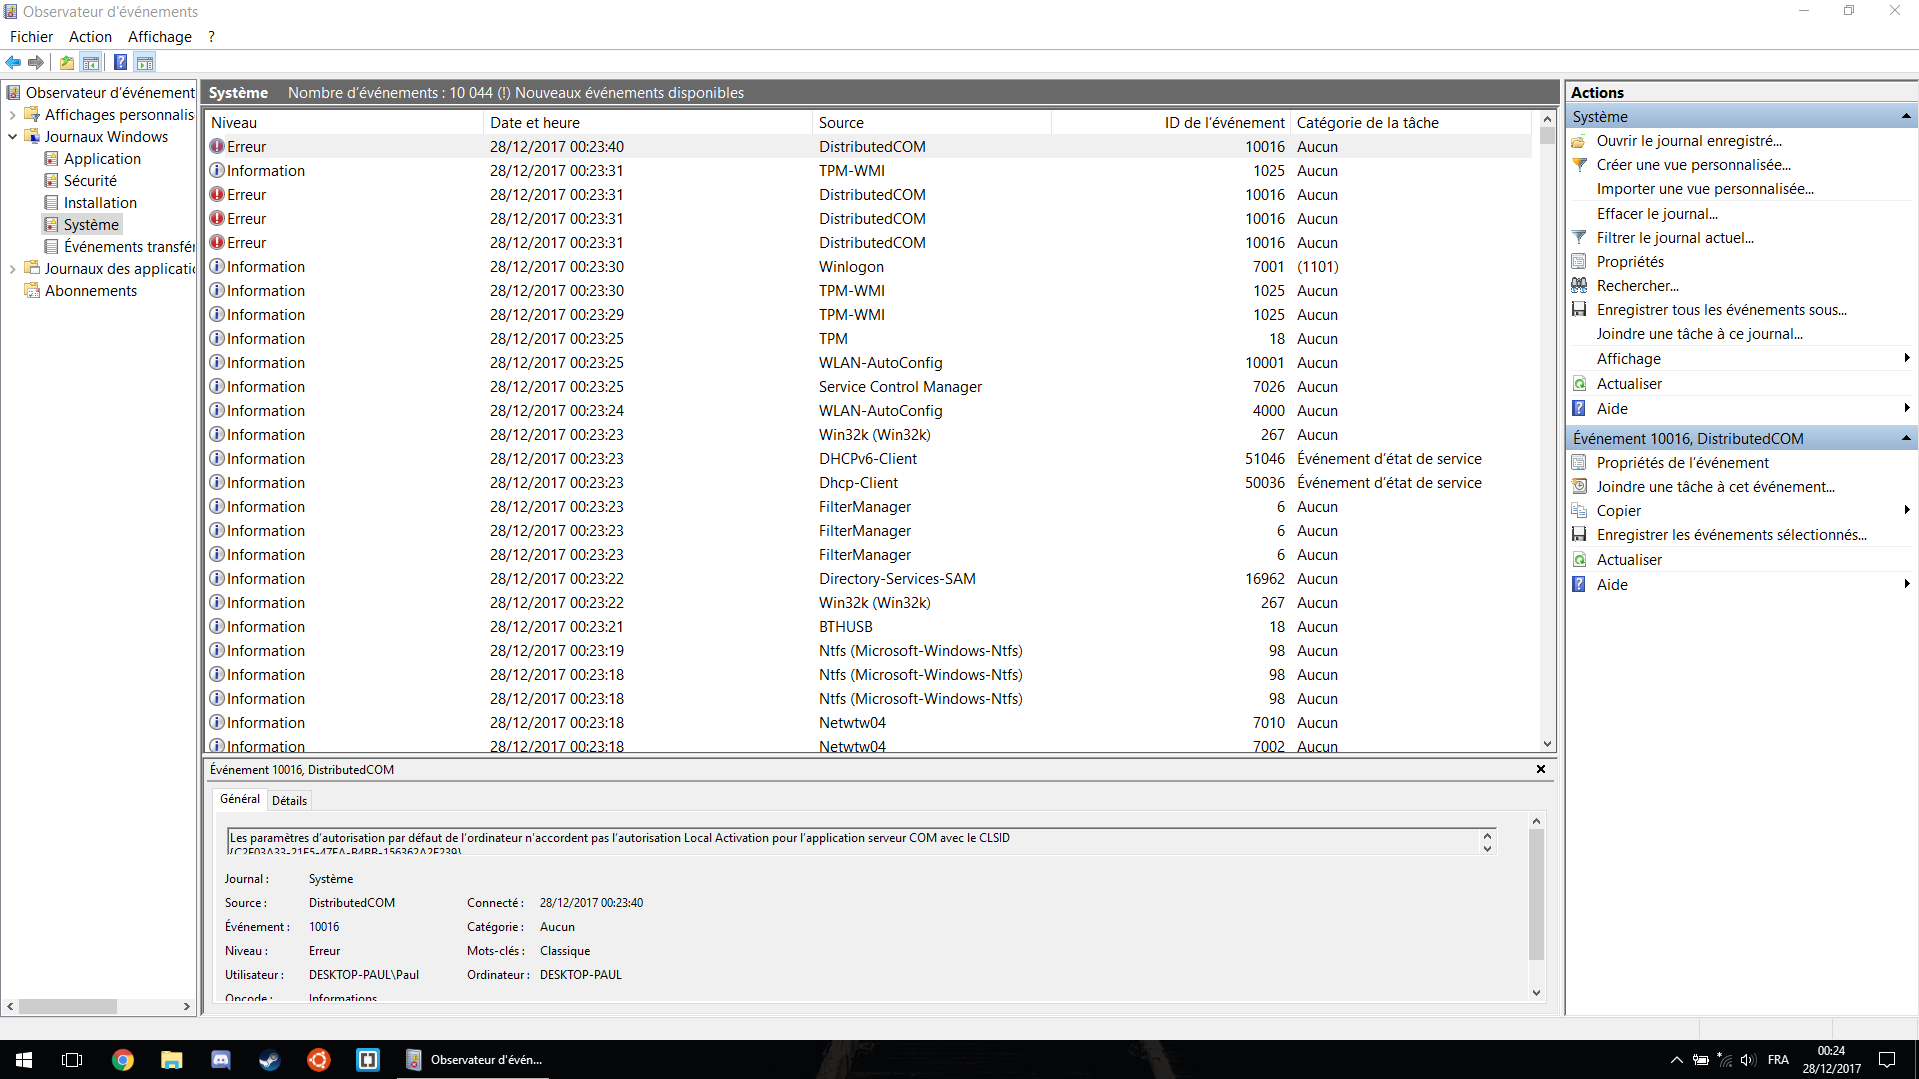 Observateur d'événements
Fichier Action Affichage ?
Observateur d'événement
Affichages personnalis
Journaux Windows
Application
Sécurité
Installation
Système
Événements transfér
Journaux des applicatio
Abonnements
Système Nombre d'événements : 10 044 (!) Nouveaux événements disponibles
Niveau Date et heure Source ID de l'événement Catégorie de la tâche
Erreur 28/12/2017 00:23:40 DistributedCOM 10016 Aucun
Information 28/12/2017 00:23:31 TPM-WMI 1025 Aucun
Erreur 28/12/2017 00:23:31 DistributedCOM 10016 Aucun
Erreur 28/12/2017 00:23:31 DistributedCOM 10016 Aucun
Erreur 28/12/2017 00:23:31 DistributedCOM 10016 Aucun
Information 28/12/2017 00:23:30 Winlogon 7001 (1101)
Information 28/12/2017 00:23:30 TPM-WMI 1025 Aucun
Information 28/12/2017 00:23:29 TPM-WMI 1025 Aucun
Information 28/12/2017 00:23:25 TPM 18 Aucun
Information 28/12/2017 00:23:25 WLAN-AutoConfig 10001 Aucun
Information 28/12/2017 00:23:25 Service Control Manager 7026 Aucun
Information 28/12/2017 00:23:24 WLAN-AutoConfig 4000 Aucun
Information 28/12/2017 00:23:23 Win32k (Win32k) 267 Aucun
Information 28/12/2017 00:23:23 DHCPv6-Client 51046 Événement d'état de service
Information 28/12/2017 00:23:23 Dhcp-Client 50036 Événement d'état de service
Information 28/12/2017 00:23:23 FilterManager 6 Aucun
Information 28/12/2017 00:23:23 FilterManager 6 Aucun
Information 28/12/2017 00:23:23 FilterManager 6 Aucun
Information 28/12/2017 00:23:22 Directory-Services-SAM 16962 Aucun
Information 28/12/2017 00:23:22 Win32k (Win32k) 267 Aucun
Information 28/12/2017 00:23:21 BTHUSB 18 Aucun
Information 28/12/2017 00:23:19 Ntfs (Microsoft-Windows-Ntfs) 98 Aucun
Information 28/12/2017 00:23:18 Ntfs (Microsoft-Windows-Ntfs) 98 Aucun
Information 28/12/2017 00:23:18 Ntfs (Microsoft-Windows-Ntfs) 98 Aucun
Information 28/12/2017 00:23:18 Netwtw04 7010 Aucun
Information 28/12/2017 00:23:18 Netwtw04 7002 Aucun
Événement 10016, DistributedCOM
Général Détails
Les paramètres d'autorisation par défaut de l'ordinateur n'accordent pas l'autorisation Local Activation pour l'application serveur COM avec le CLSID
{C2F03A33-21F5-47FA-B4BB-156362A2F239}
Journal : Système
Source : DistributedCOM Connecté : 28/12/2017 00:23:40
Événement : 10016 Catégorie : Aucun
Niveau : Erreur Mots-clés : Classique
Utilisateur : DESKTOP-PAUL\Paul Ordinateur : DESKTOP-PAUL
Opcode : Informations
Actions
Système
Ouvrir le journal enregistré...
Créer une vue personnalisée...
Importer une vue personnalisée...
Effacer le journal...
Filtrer le journal actuel...
Propriétés
Rechercher...
Enregistrer tous les événements sous...
Joindre une tâche à ce journal...
Affichage
Actualiser
Aide
Événement 10016, DistributedCOM
Propriétés de l'événement
Joindre une tâche à cet événement...
Copier
Enregistrer les événements sélectionnés...
Actualiser
Aide
Observateur d'évén...
FRA
00:24
28/12/2017